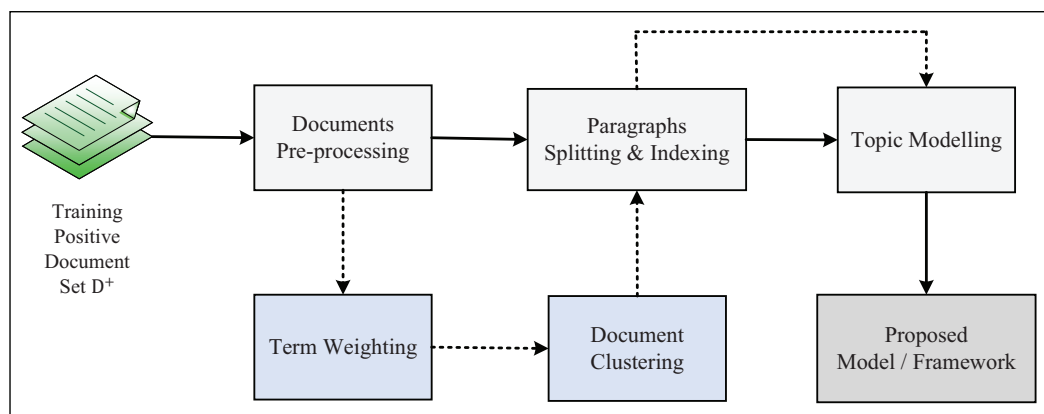 Documents
Pre-processing
Paragraphs
Splitting & Indexing
Topic Modelling
Training
Positive
Document
Set D⁺
Term Weighting
Document
Clustering
Proposed
Model / Framework